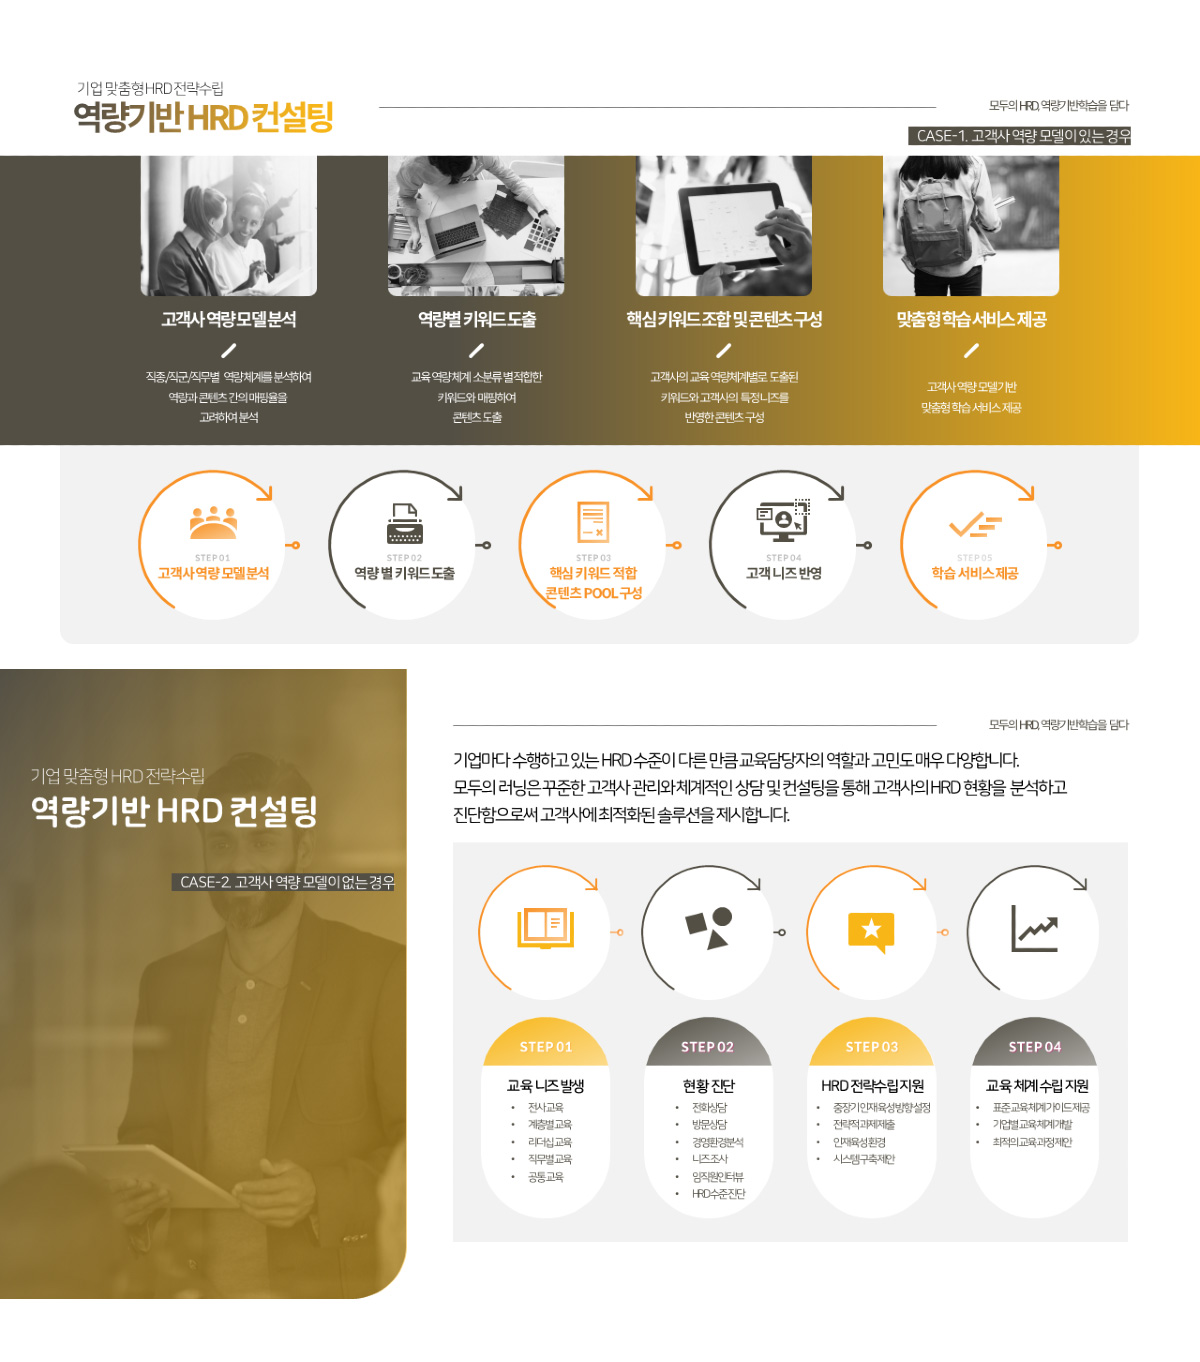 기업 맞춤형 HRD 전략수립
역량기반 HRD 컨설팅
모두의 HRD, 역량기반학습을 담다
CASE-1. 고객사 역량 모델이 있는 경우
고객사 역량 모델 분석
직종/직군/직무별 역량체계를 분석하여
역량과 콘텐츠 간의 매핑율을
고려하여 분석
역량별 키워드 도출
교육 역량체계 소분류 별 적합한
키워드와 매핑하여
콘텐츠 도출
핵심 키워드 조합 및 콘텐츠 구성
고객사의 교육 역량체계별로 도출된
키워드와 고객사의 특정 니즈를
반영한 콘텐츠 구성
맞춤형 학습 서비스 제공
고객사 역량 모델 기반
맞춤형 학습 서비스 제공
STEP 01
고객사 역량 모델 분석
STEP 02
역량 별 키워드 도출
STEP 03
핵심 키워드 적합
콘텐츠 POOL 구성
STEP 04
고객 니즈 반영
STEP 05
학습 서비스 제공
기업 맞춤형 HRD 전략수립
역량기반 HRD 컨설팅
CASE-2. 고객사 역량 모델이 없는 경우
모두의 HRD, 역량기반학습을 담다
기업마다 수행하고 있는 HRD 수준이 다른 만큼 교육담당자의 역할과 고민도 매우 다양합니다.
모두의 러닝은 꾸준한 고객사 관리와 체계적인 상담 및 컨설팅을 통해 고객사의 HRD 현황을 분석하고
진단함으로써 고객사에 최적화된 솔루션을 제시합니다.
STEP 01
교육 니즈 발생
• 전사 교육
• 계층별 교육
• 리더십 교육
• 직무별 교육
• 공통 교육
STEP 02
현황 진단
• 전화상담
• 방문상담
• 경영환경분석
• 니즈 조사
• 임직원인터뷰
• HRD수준진단
STEP 03
HRD 전략수립 지원
• 중장기 인재육성 방향 설정
• 전략적 과제 제출
• 인재육성 환경
• 시스템 구축 제안
STEP 04
교육 체계 수립 지원
• 표준 교육체계 가이드 제공
• 기업별 교육 체계 개발
• 최적의 교육과정 제안